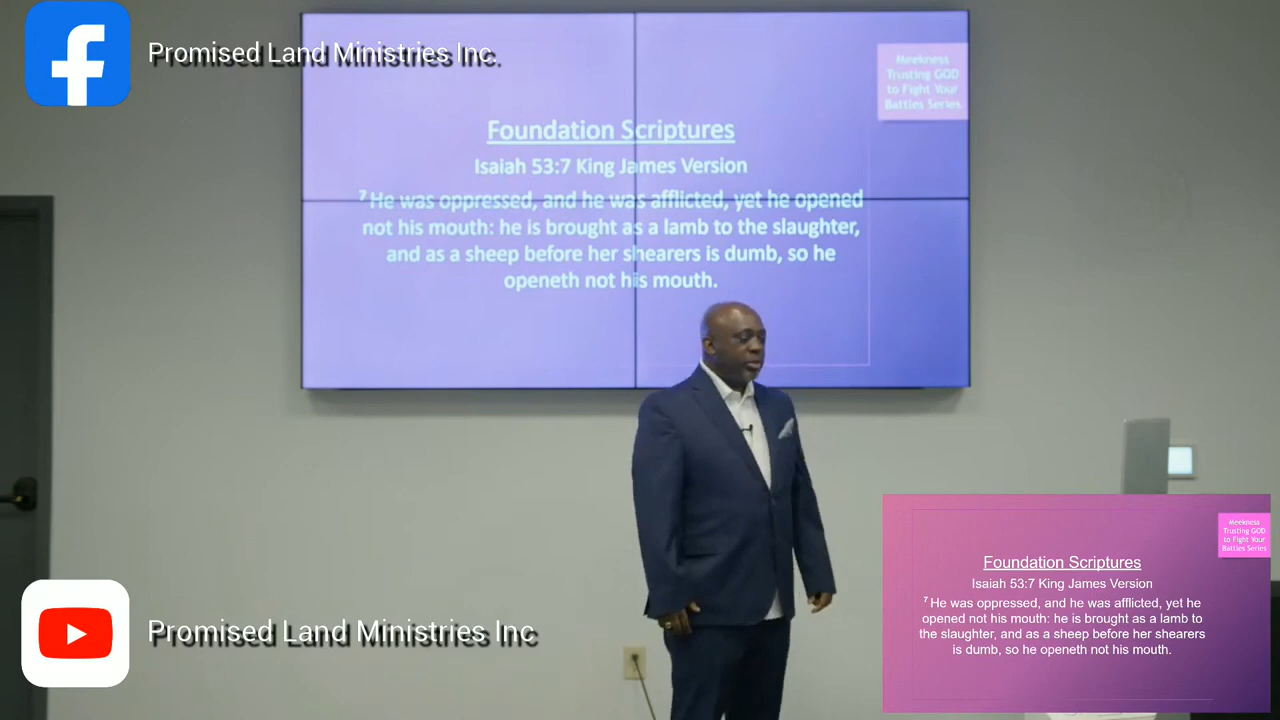 Promised Land Ministries Inc.
Meekness
Trusting GOD
to Fight Your
Battles Series
Foundation Scriptures
Isaiah 53:7 King James Version
7 He was oppressed, and he was afflicted, yet he opened
not his mouth: he is brought as a lamb to the slaughter,
and as a sheep before her shearers is dumb, so he
openeth not his mouth.
Meekness
Trusting GOD
to Fight Your
Battles Series
Foundation Scriptures
Isaiah 53:7 King James Version
7 He was oppressed, and he was afflicted, yet he
opened not his mouth: he is brought as a lamb to
the slaughter, and as a sheep before her shearers
is dumb, so he openeth not his mouth.
Promised Land Ministries Inc